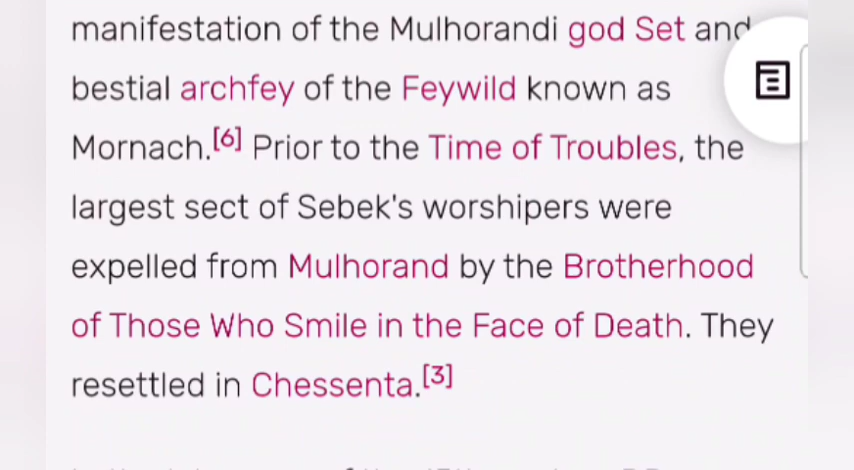 manifestation of the Mulhorandi god Set and
bestial archfey of the Feywild known as
Mornach.[6] Prior to the Time of Troubles, the
largest sect of Sebek's worshipers were
expelled from Mulhorand by the Brotherhood
of Those Who Smile in the Face of Death. They
resettled in Chessenta.[3]